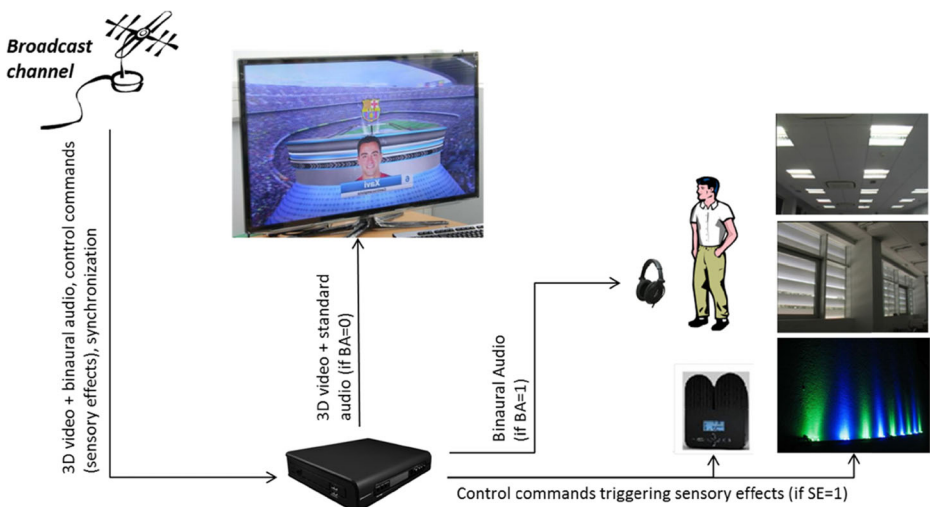 Broadcast
channel
3D video + binaural audio, control commands
(sensory effects), synchronization
3D video + standard
audio (if BA=0)
Binaural Audio
(if BA=1)
Control commands triggering sensory effects (if SE=1)
ivaX